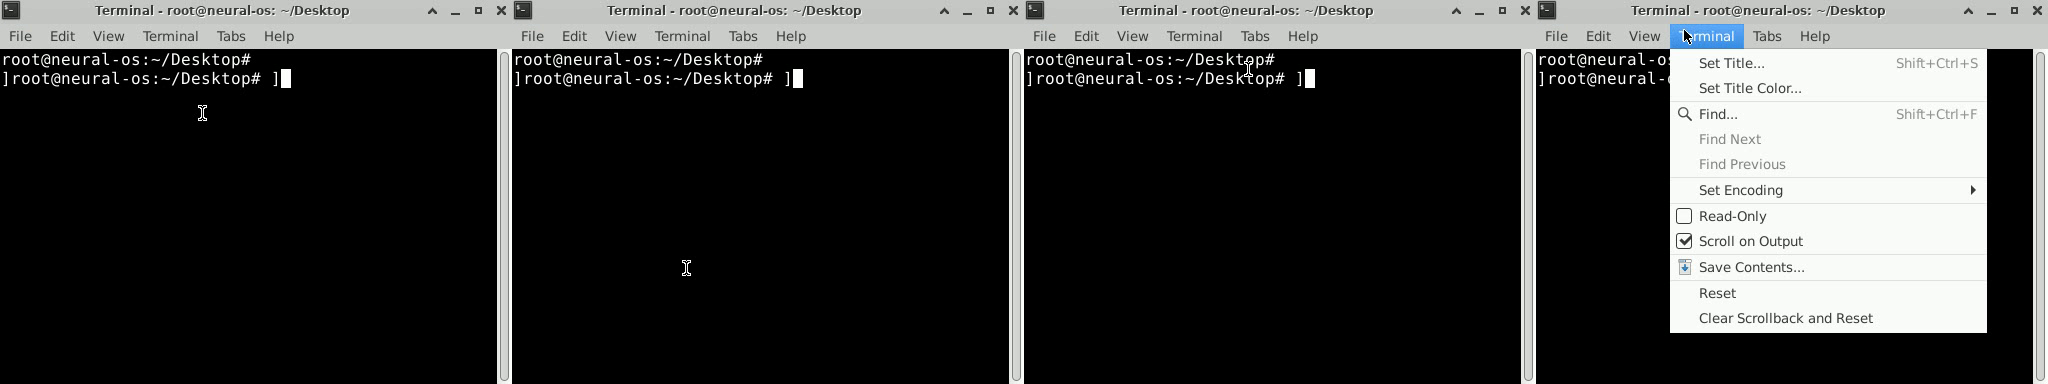 Terminal - root@neural-os: ~/Desktop
File Edit View Terminal Tabs Help
root@neural-os:~/Desktop#
]root@neural-os:~/Desktop# ]
Terminal - root@neural-os: ~/Desktop
File Edit View Terminal Tabs Help
root@neural-os:~/Desktop#
]root@neural-os:~/Desktop# ]
Terminal - root@neural-os: ~/Desktop
File Edit View Terminal Tabs Help
root@neural-os:~/Desktop#
]root@neural-os:~/Desktop# ]
Terminal - root@neural-os: ~/Desktop
File Edit View Terminal Tabs Help
root@neural-os
]root@neural-o
Set Title... Shift+Ctrl+S
Set Title Color...
Find... Shift+Ctrl+F
Find Next
Find Previous
Set Encoding
Read-Only
Scroll on Output
Save Contents...
Reset
Clear Scrollback and Reset